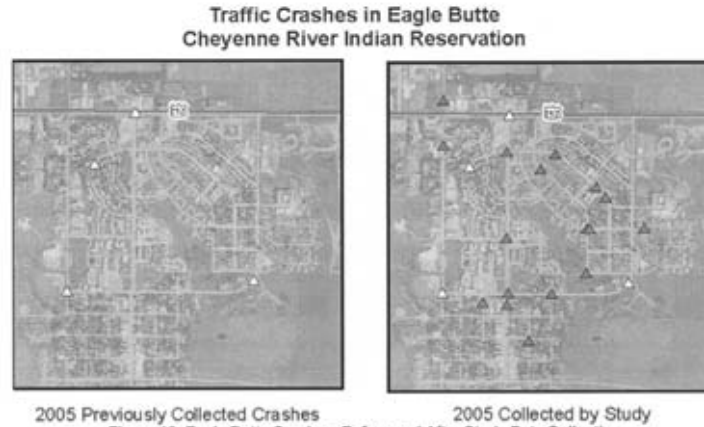 Traffic Crashes in Eagle Butte
Cheyenne River Indian Reservation
2005 Previously Collected Crashes
2005 Collected by Study